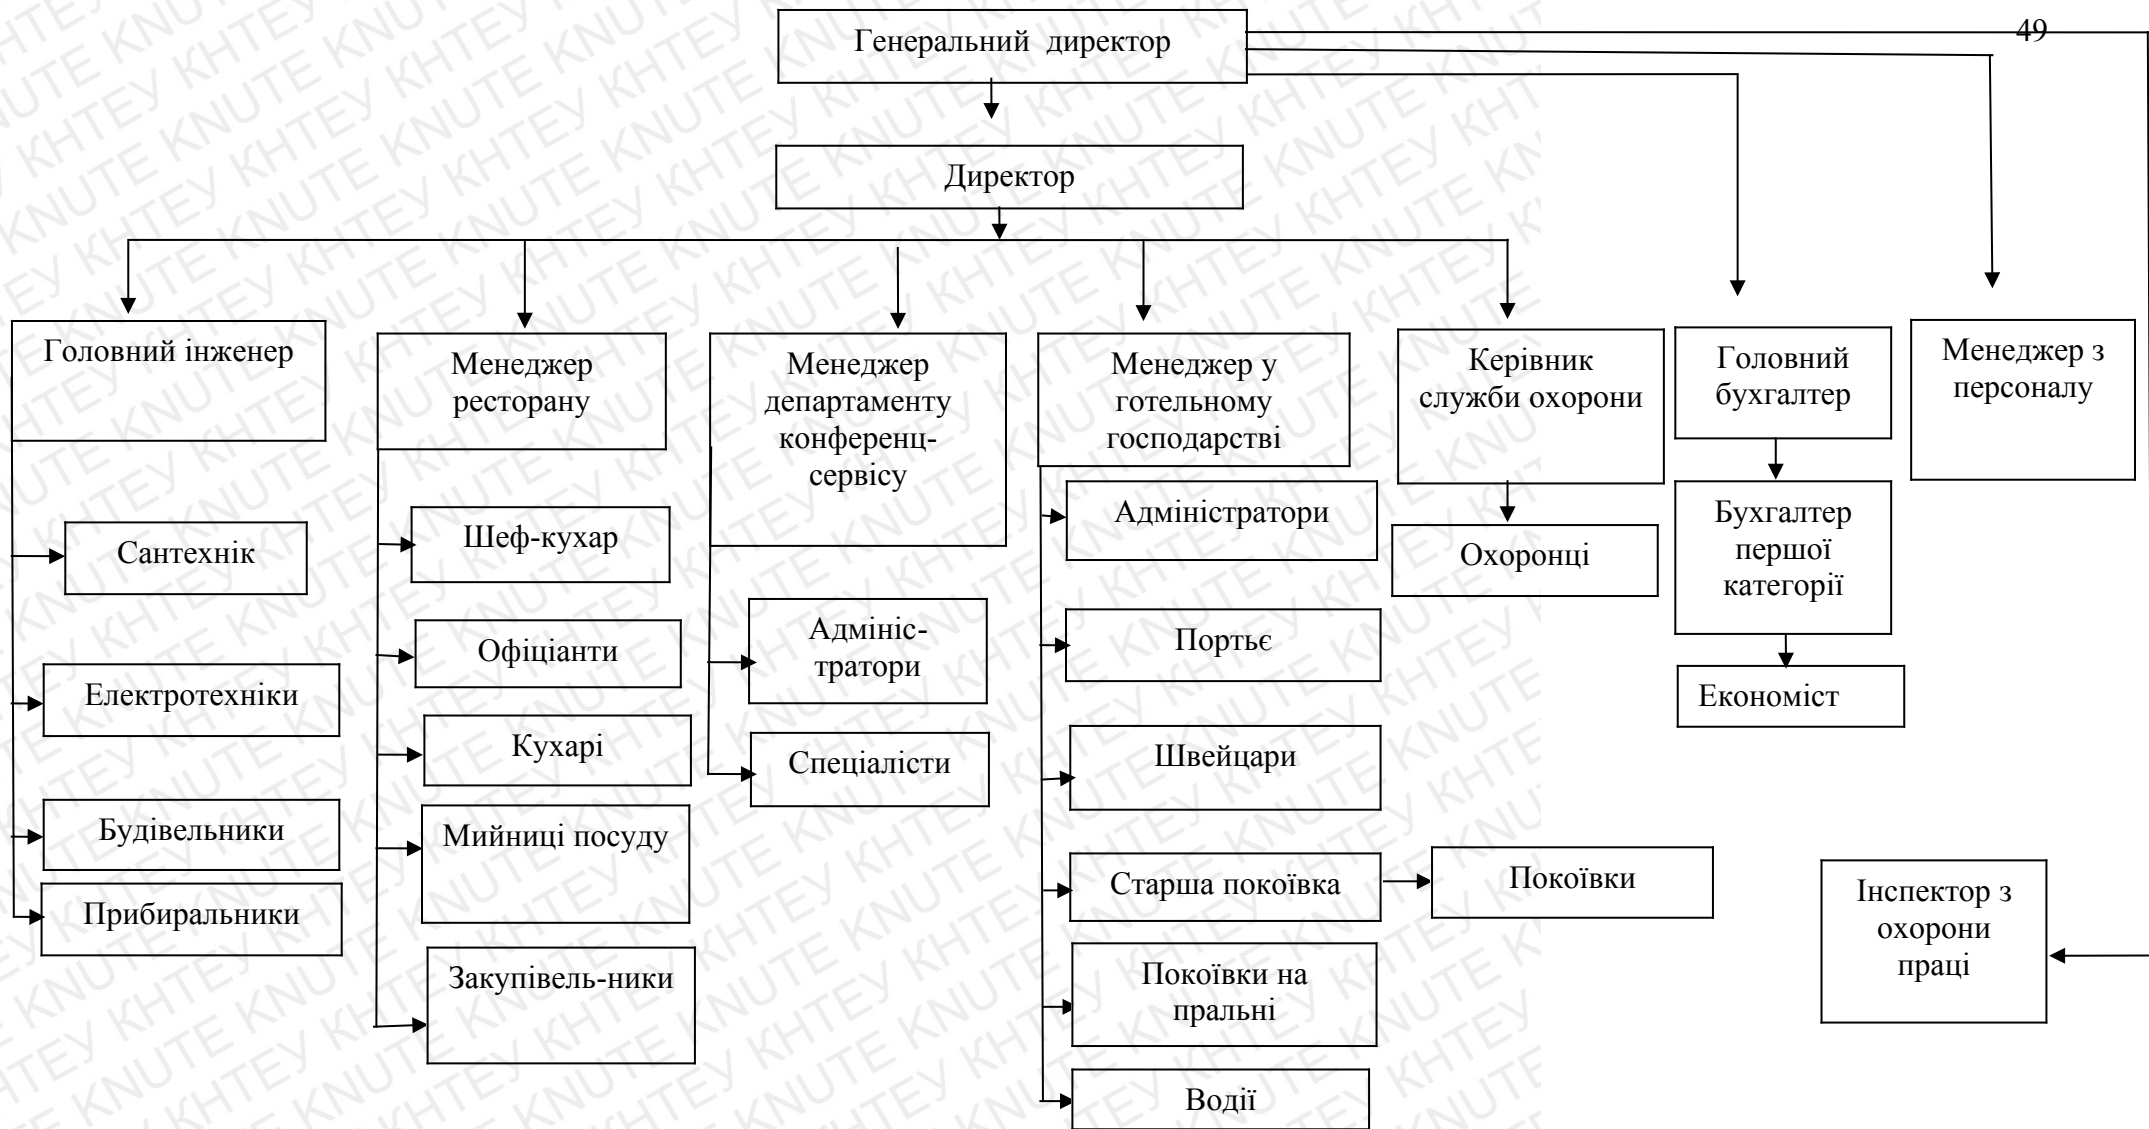 49
Генеральний директор
Директор
Головний інженер
Менеджер
ресторану
Менеджер
департаменту
конференц-
сервісу
Менеджер у
готельному
господарстві
Керівник
служби охорони
Головний
бухгалтер
Менеджер з
персоналу
Сантехнік
Електротехніки
Будівельники
Прибиральники
Шеф-кухар
Офіціанти
Кухарі
Мийниці посуду
Закупівель-ники
Адмініс-
тратори
Спеціалісти
Адміністратори
Портьє
Швейцари
Старша покоївка
Покоївки
Покоївки на
пральні
Водії
Охоронці
Бухгалтер
першої
категорії
Економіст
Інспектор з
охорони
праці